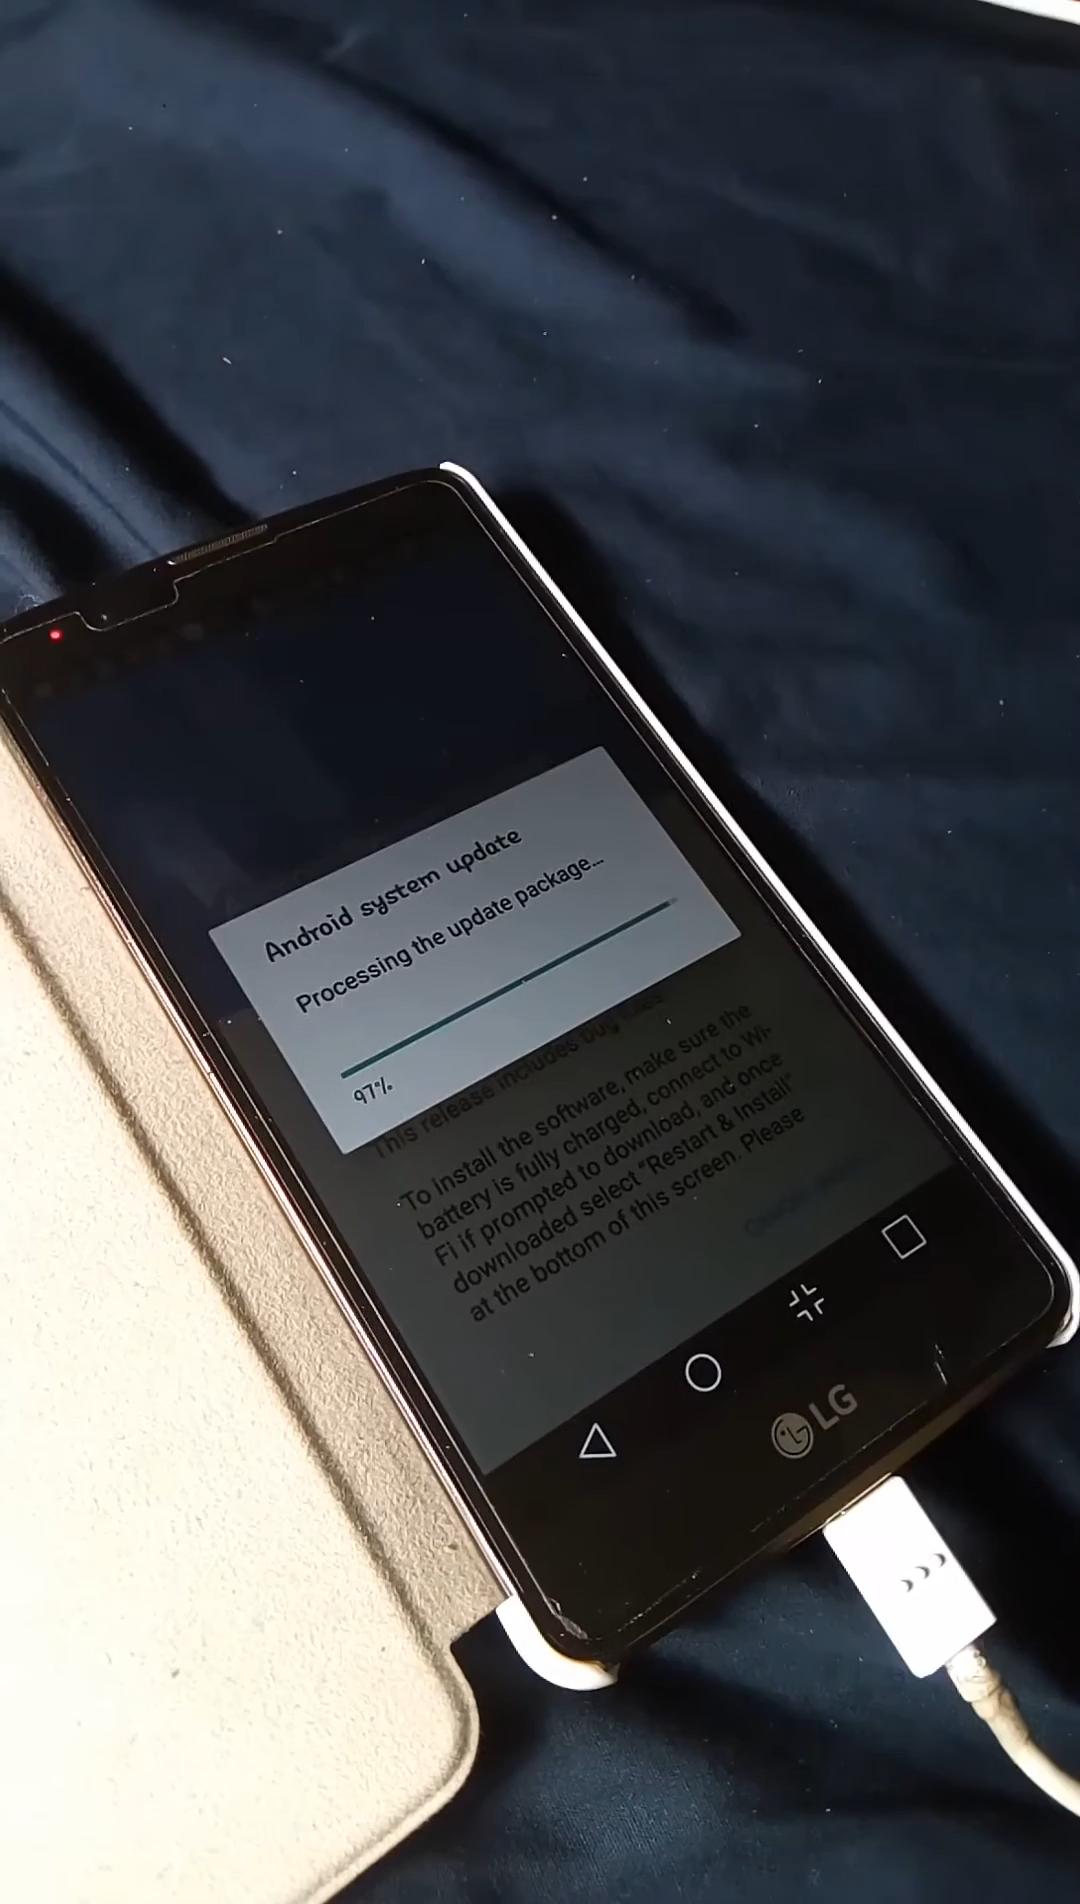 Android system update
Processing the update package...
97%
This release includes bug fixes
To install the software, make sure the
battery is fully charged, connect to Wi-
Fi if prompted to download, and once
downloaded select "Restart & Install"
at the bottom of this screen. Please
LG